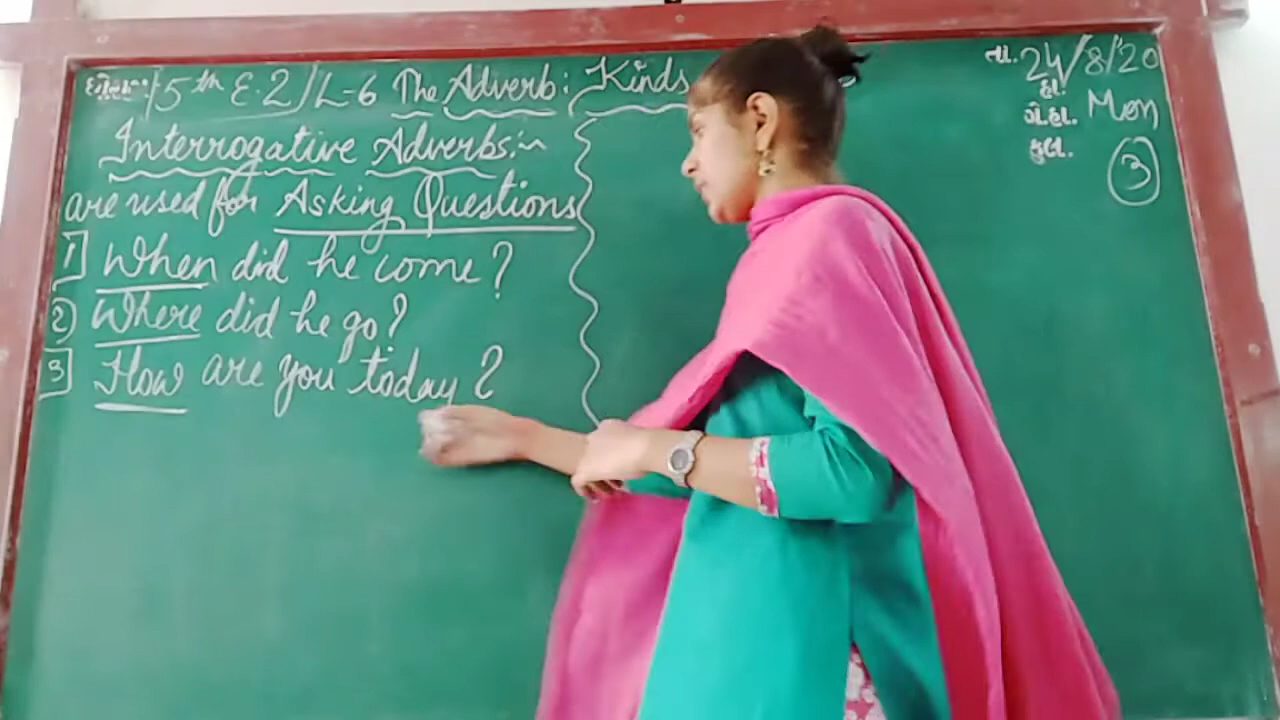 5th E.2 / L-6 The Adverb: Kinds
Interrogative Adverbs:~
are used for Asking Questions
1] When did he come?
2) Where did he go?
3] How are you today?
તા. 24/8/20
હા.
ગે.હા. Mon
કુલ. 3